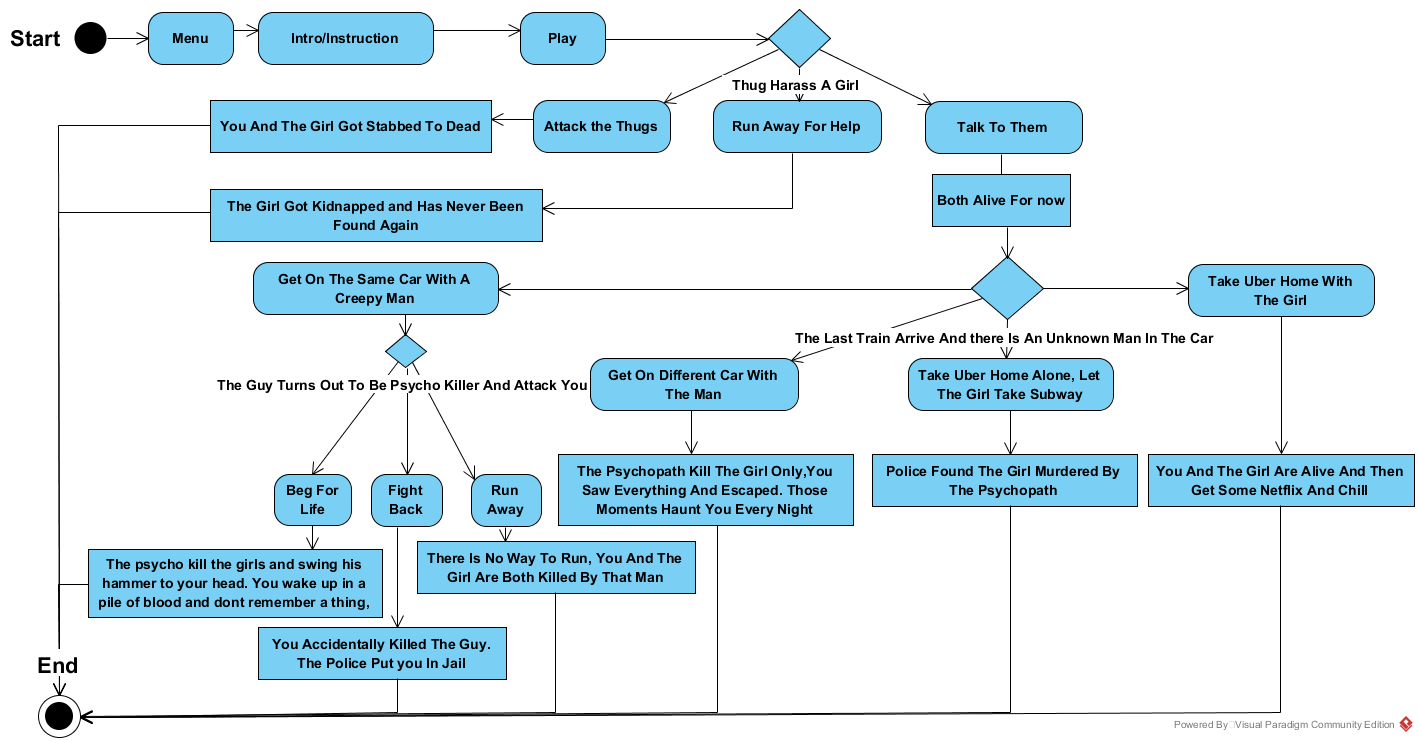 Start
Menu
Intro/Instruction
Play
Thug Harass A Girl
You And The Girl Got Stabbed To Dead
Attack the Thugs
Run Away For Help
Talk To Them
The Girl Got Kidnapped and Has Never Been
Found Again
Both Alive For now
Get On The Same Car With A
Creepy Man
Take Uber Home With
The Girl
The Last Train Arrive And there Is An Unknown Man In The Car
The Guy Turns Out To Be Psycho Killer And Attack You
Get On Different Car With
The Man
Take Uber Home Alone, Let
The Girl Take Subway
Beg For
Life
Fight
Back
Run
Away
The Psychopath Kill The Girl Only,You
Saw Everything And Escaped. Those
Moments Haunt You Every Night
Police Found The Girl Murdered By
The Psychopath
You And The Girl Are Alive And Then
Get Some Netflix And Chill
The psycho kill the girls and swing his
hammer to your head. You wake up in a
pile of blood and dont remember a thing,
There Is No Way To Run, You And The
Girl Are Both Killed By That Man
You Accidentally Killed The Guy.
The Police Put you In Jail
End
Powered By Visual Paradigm Community Edition